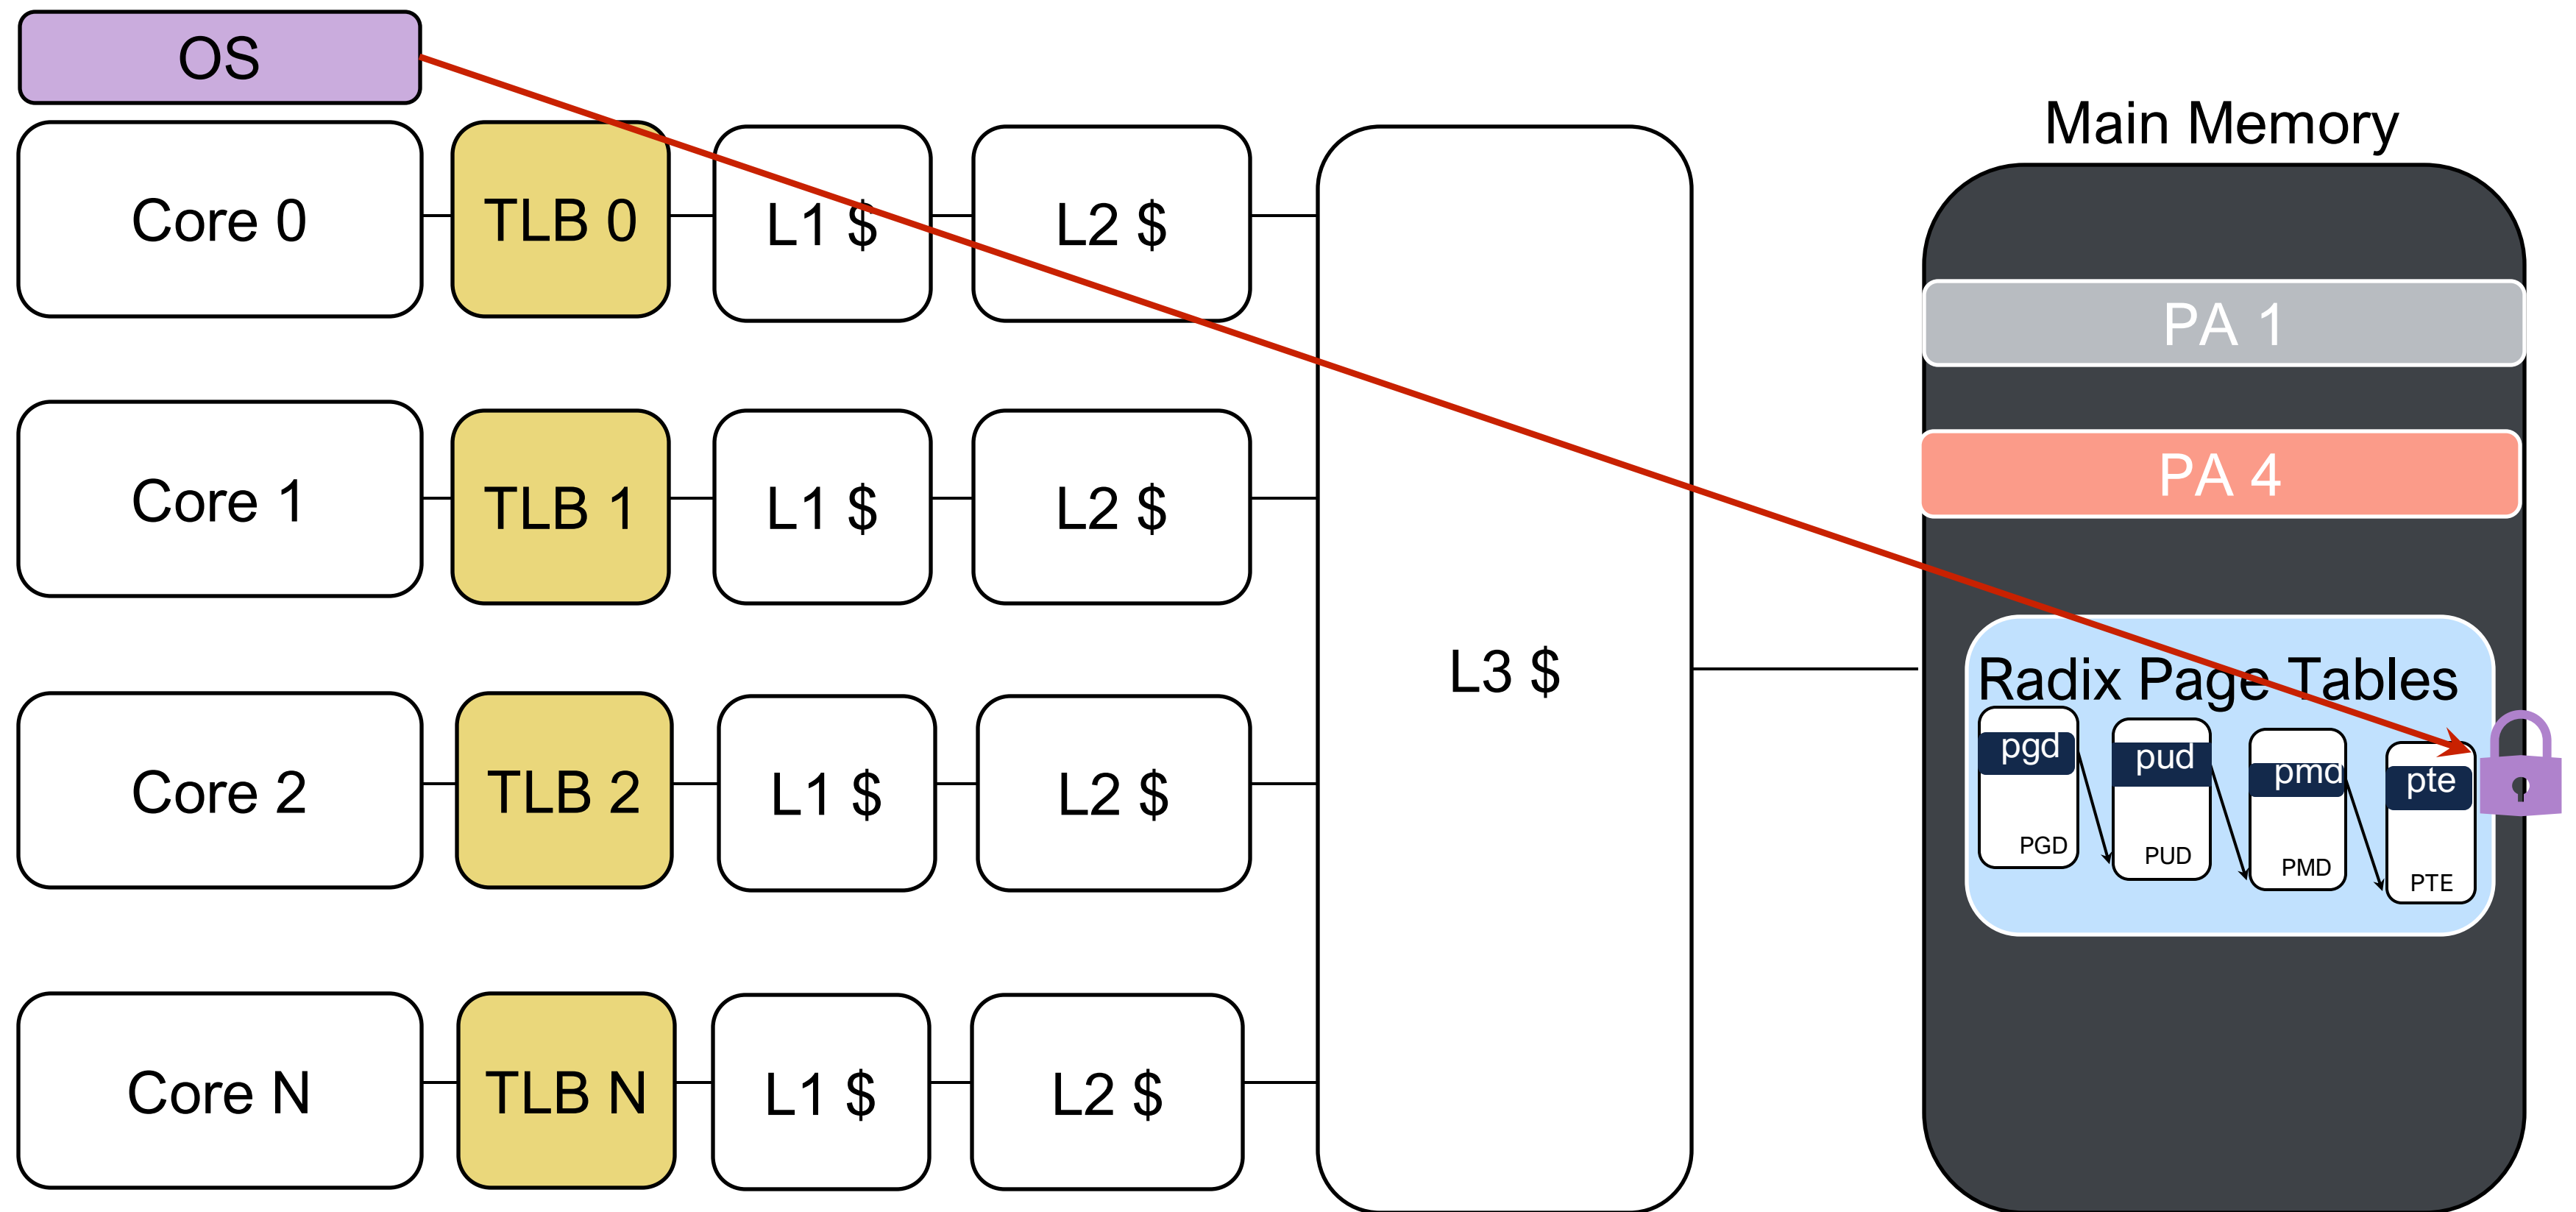 OS
Main Memory
Core 0
TLB 0
L1 $
L2 $
PA 1
Core 1
TLB 1
L1 $
L2 $
PA 4
L3 $
Radix Page Tables
pgd
pud
pmd
pte
PGD
PUD
PMD
PTE
Core 2
TLB 2
L1 $
L2 $
Core N
TLB N
L1 $
L2 $